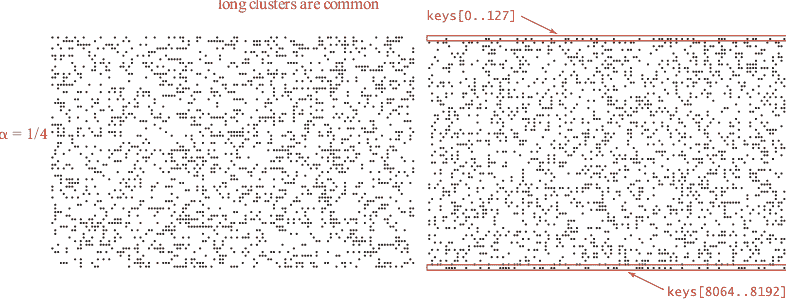 long clusters are common
keys[0..127]
α = 1/4
keys[8064..8192]